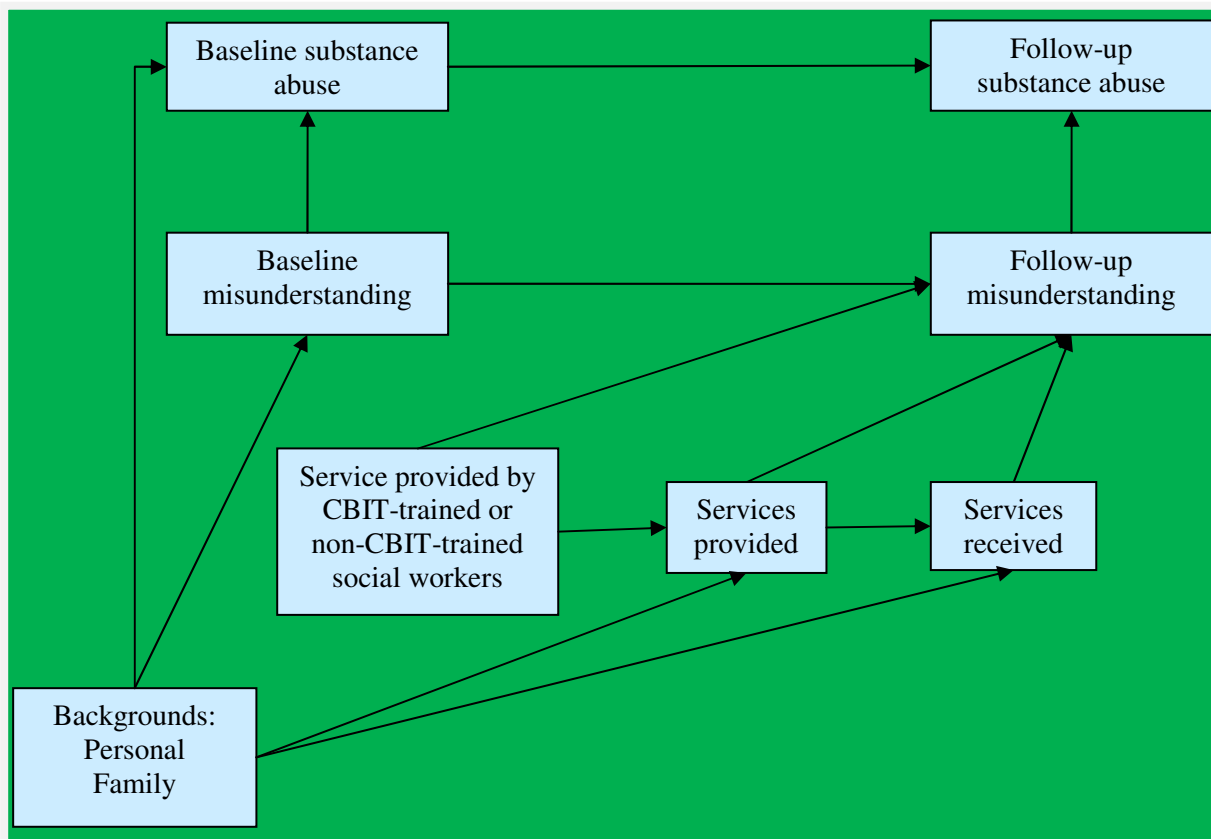 Baseline substance
abuse
Follow-up
substance abuse
Baseline
misunderstanding
Follow-up
misunderstanding
Service provided by
CBIT-trained or
non-CBIT-trained
social workers
Services
provided
Services
received
Backgrounds:
Personal
Family